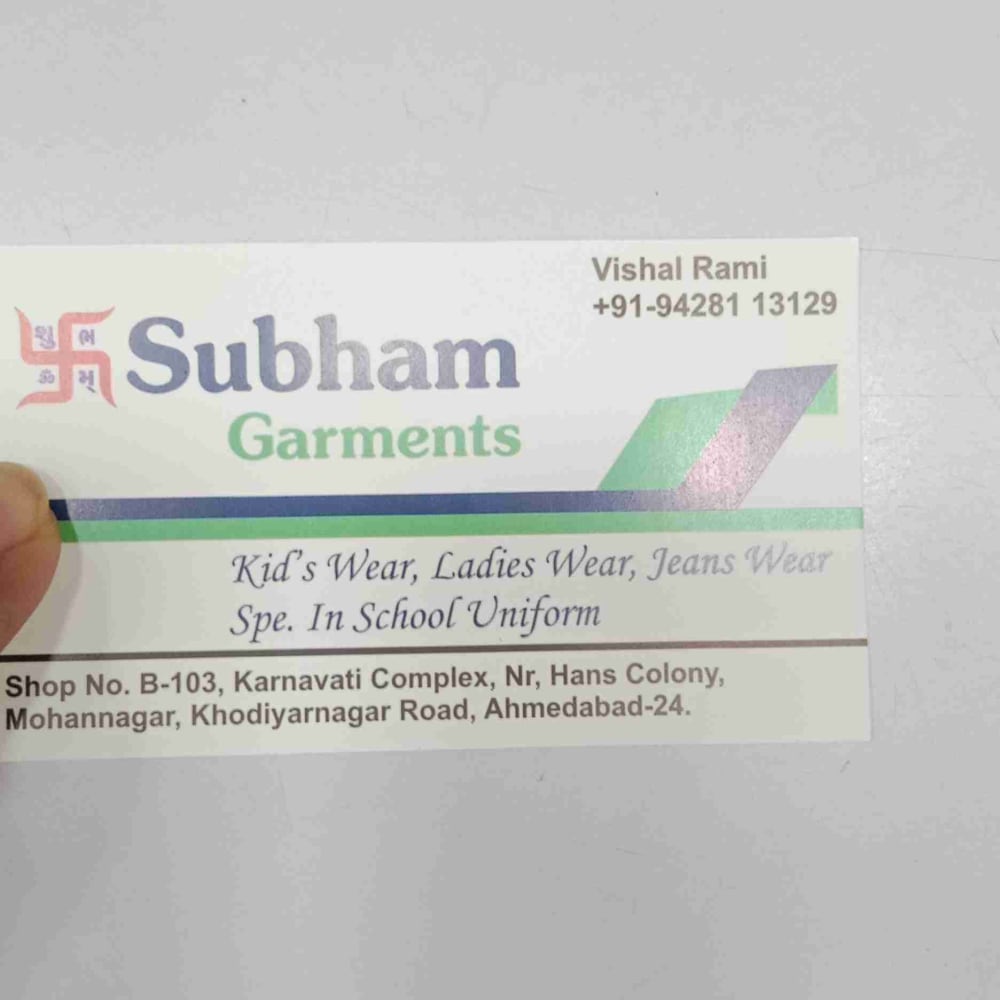 Vishal Rami
+91-94281 13129
શુ ભ
ૐ મ્
Subham
Garments
Kid's Wear, Ladies Wear, Jeans Wear
Spe. In School Uniform
Shop No. B-103, Karnavati Complex, Nr, Hans Colony,
Mohannagar, Khodiyarnagar Road, Ahmedabad-24.